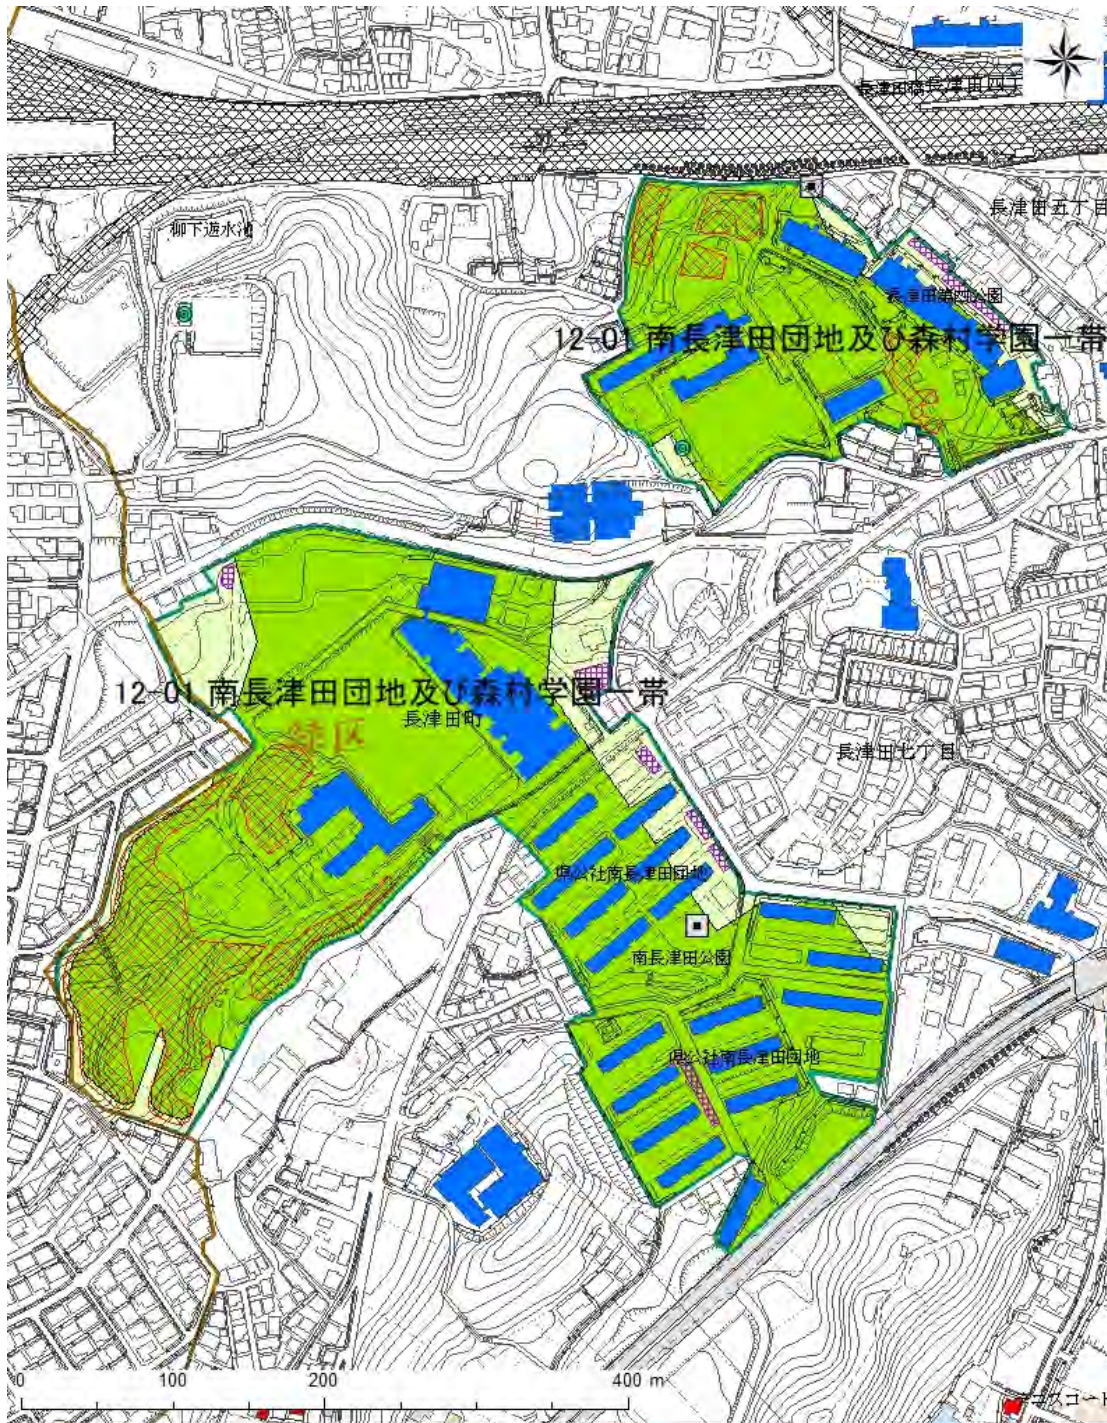 長津田五丁目
柳下遊水池
長津田第四公園
12-01 南長津田団地及び森村学園一帯
12-01 南長津田団地及び森村学園一帯
長津田町
緑区
長津田七丁目
県公社南長津田団地
南長津田公園
県公社南長津田団地
0 100 200 400 m